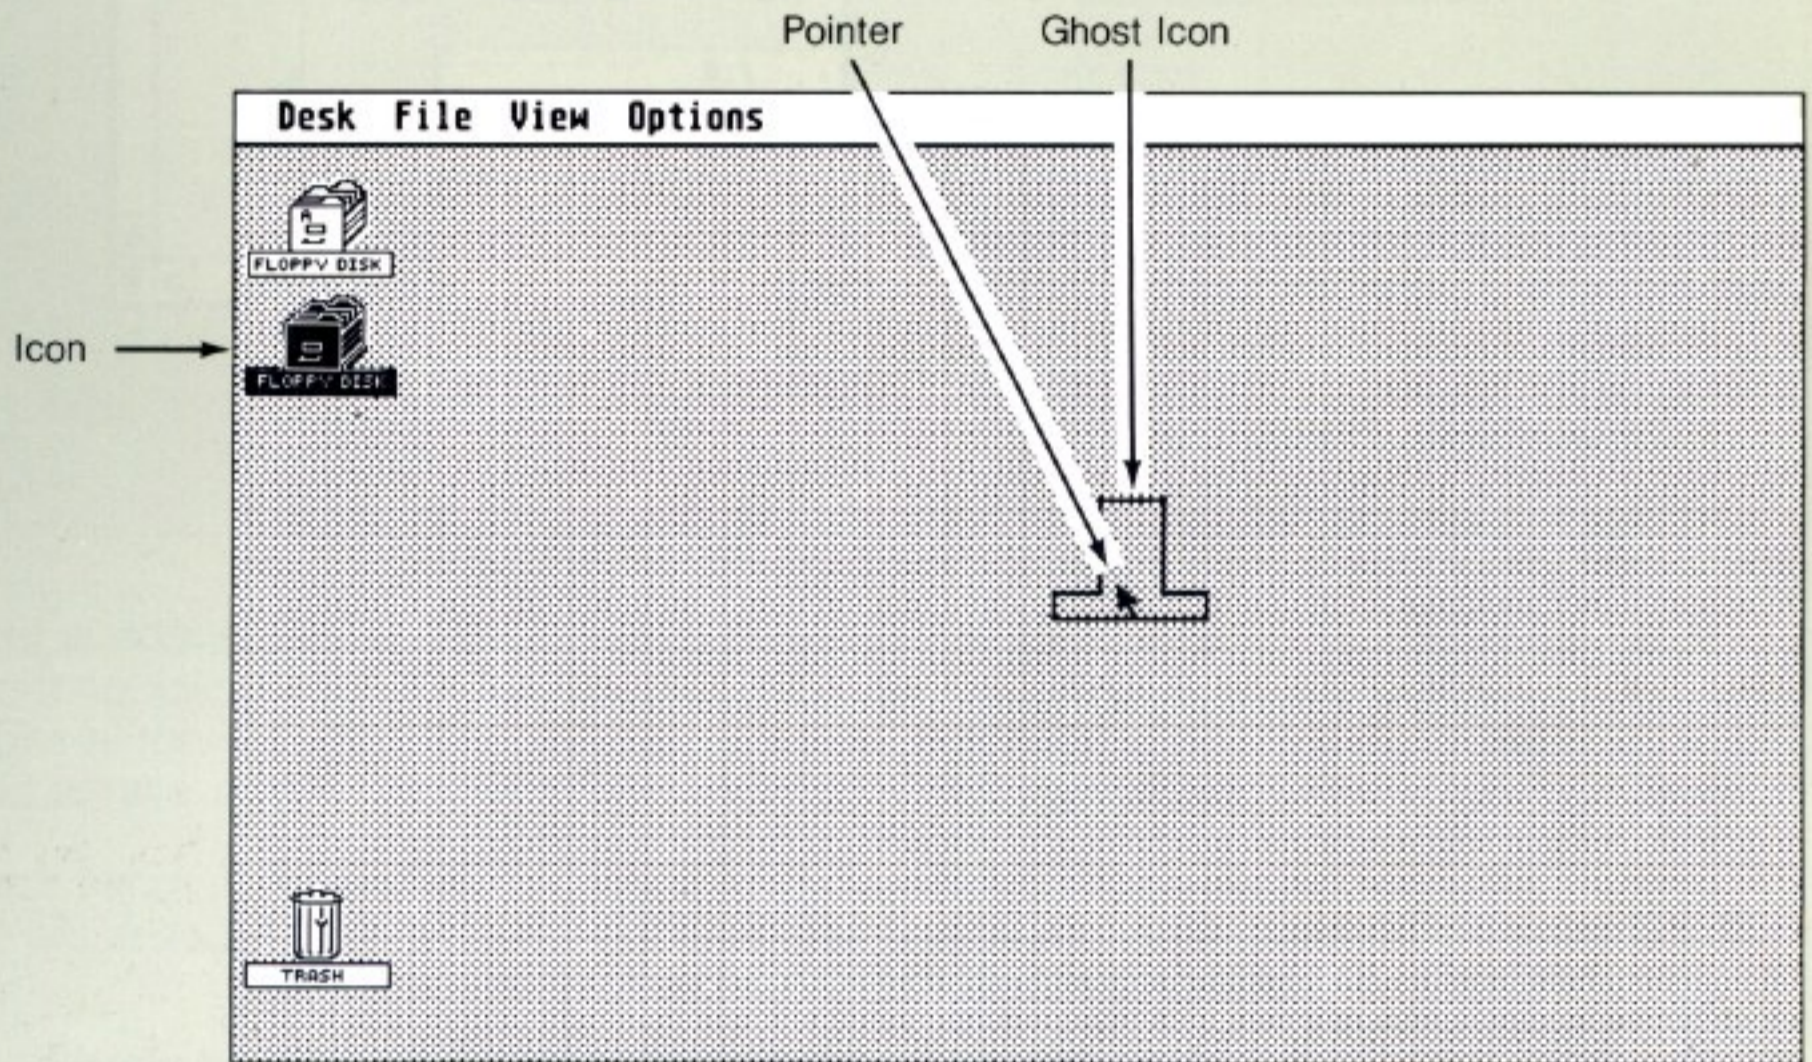 Pointer Ghost Icon
Desk File View Options
A
FLOPPY DISK
Icon
FLOPPY DISK
TRASH